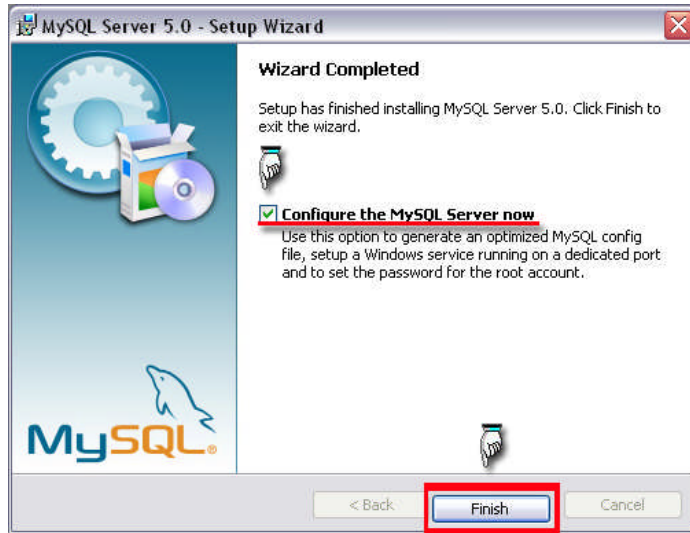 MySQL Server 5.0 - Setup Wizard
Wizard Completed
Setup has finished installing MySQL Server 5.0. Click Finish to
exit the wizard.
Configure the MySQL Server now
Use this option to generate an optimized MySQL config
file, setup a Windows service running on a dedicated port
and to set the password for the root account.
MySQL®
< Back
Finish
Cancel